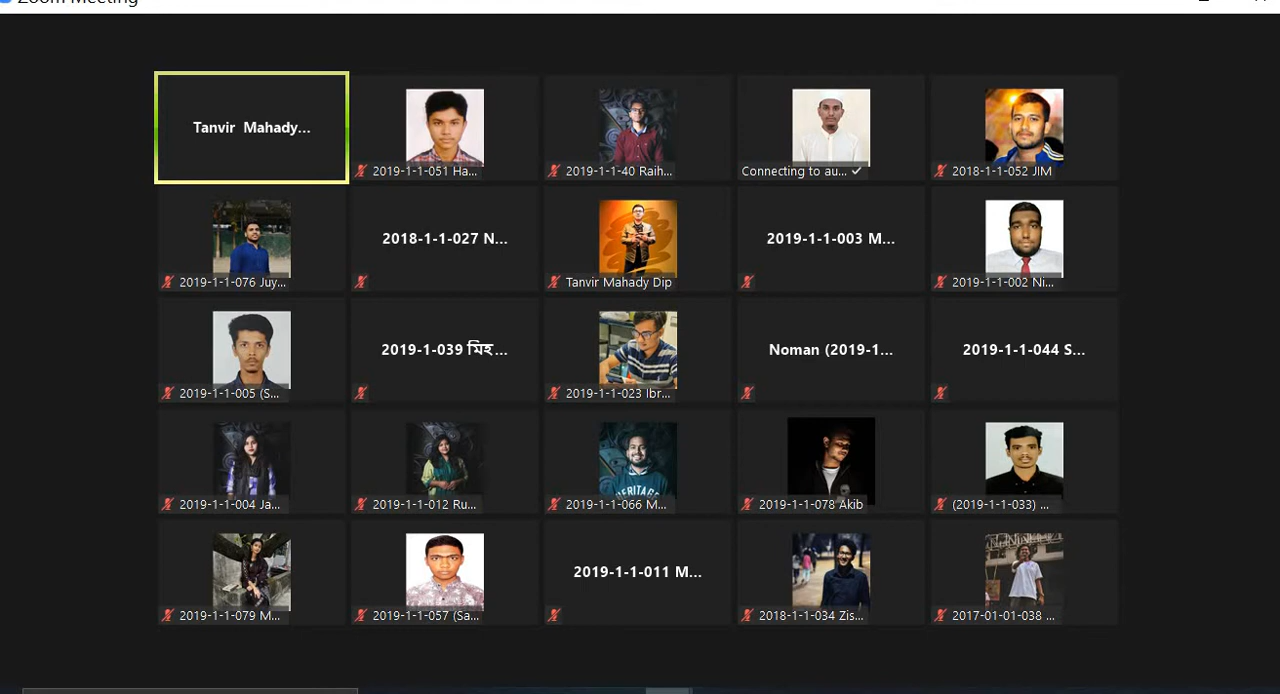 Zoom Meeting
Tanvir Mahady...
2019-1-1-051 Ha...
2019-1-1-40 Raih...
Connecting to au... ✓
2018-1-1-052 JIM
2019-1-1-076 Juy...
2018-1-1-027 N...
Tanvir Mahady Dip
2019-1-1-003 M...
2019-1-1-002 Ni...
2019-1-1-005 (S...
2019-1-039 মিহ...
2019-1-1-023 Ibr...
Noman (2019-1...
2019-1-1-044 S...
2019-1-1-004 Ja...
2019-1-1-012 Ru...
2019-1-1-066 M...
2019-1-1-078 Akib
(2019-1-1-033) ...
2019-1-1-079 M...
2019-1-1-057 (Sa...
2019-1-1-011 M...
2018-1-1-034 Zis...
2017-01-01-038 ...